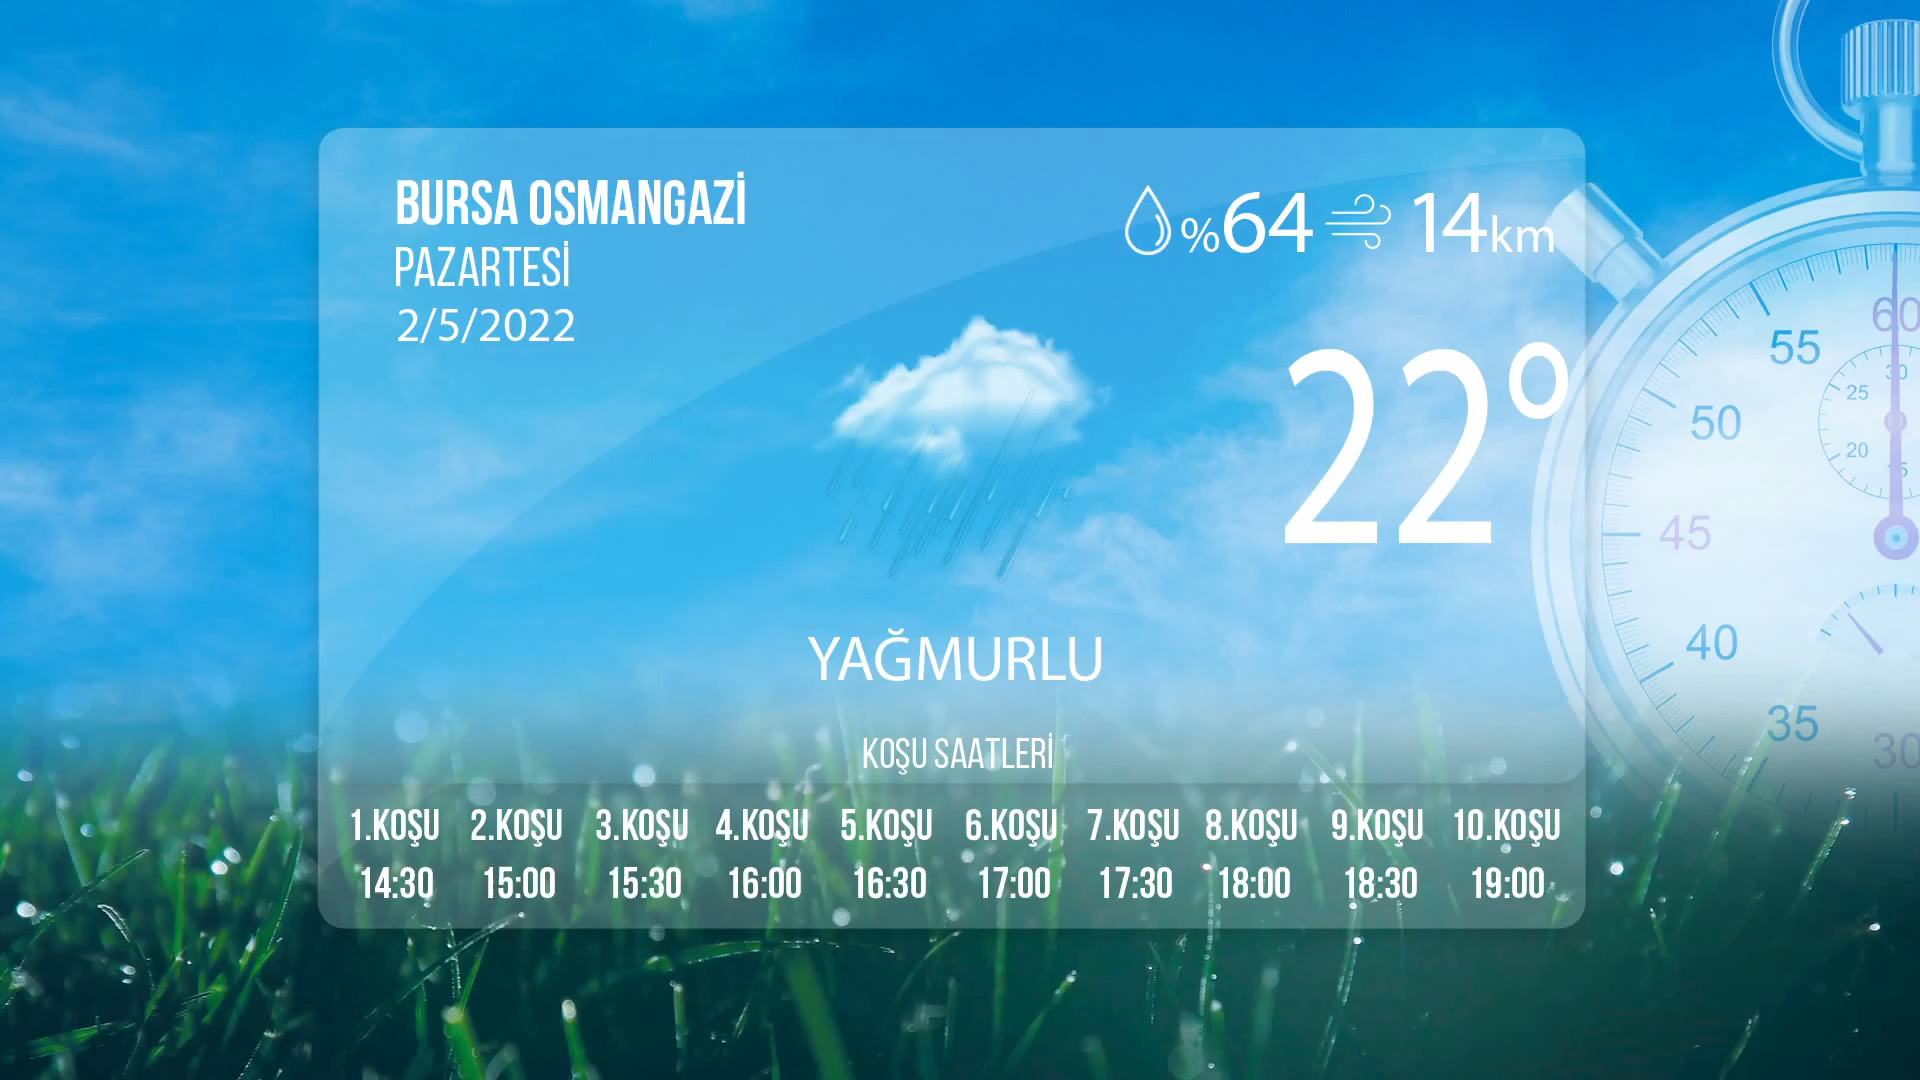 BURSA OSMANGAZİ
PAZARTESİ
2/5/2022
%64 14km
22°
YAĞMURLU
KOŞU SAATLERİ
1.KOŞU 2.KOŞU 3.KOŞU 4.KOŞU 5.KOŞU 6.KOŞU 7.KOŞU 8.KOŞU 9.KOŞU 10.KOŞU
14:30 15:00 15:30 16:00 16:30 17:00 17:30 18:00 18:30 19:00
60
55
50
45
40
35
30
30
25
20